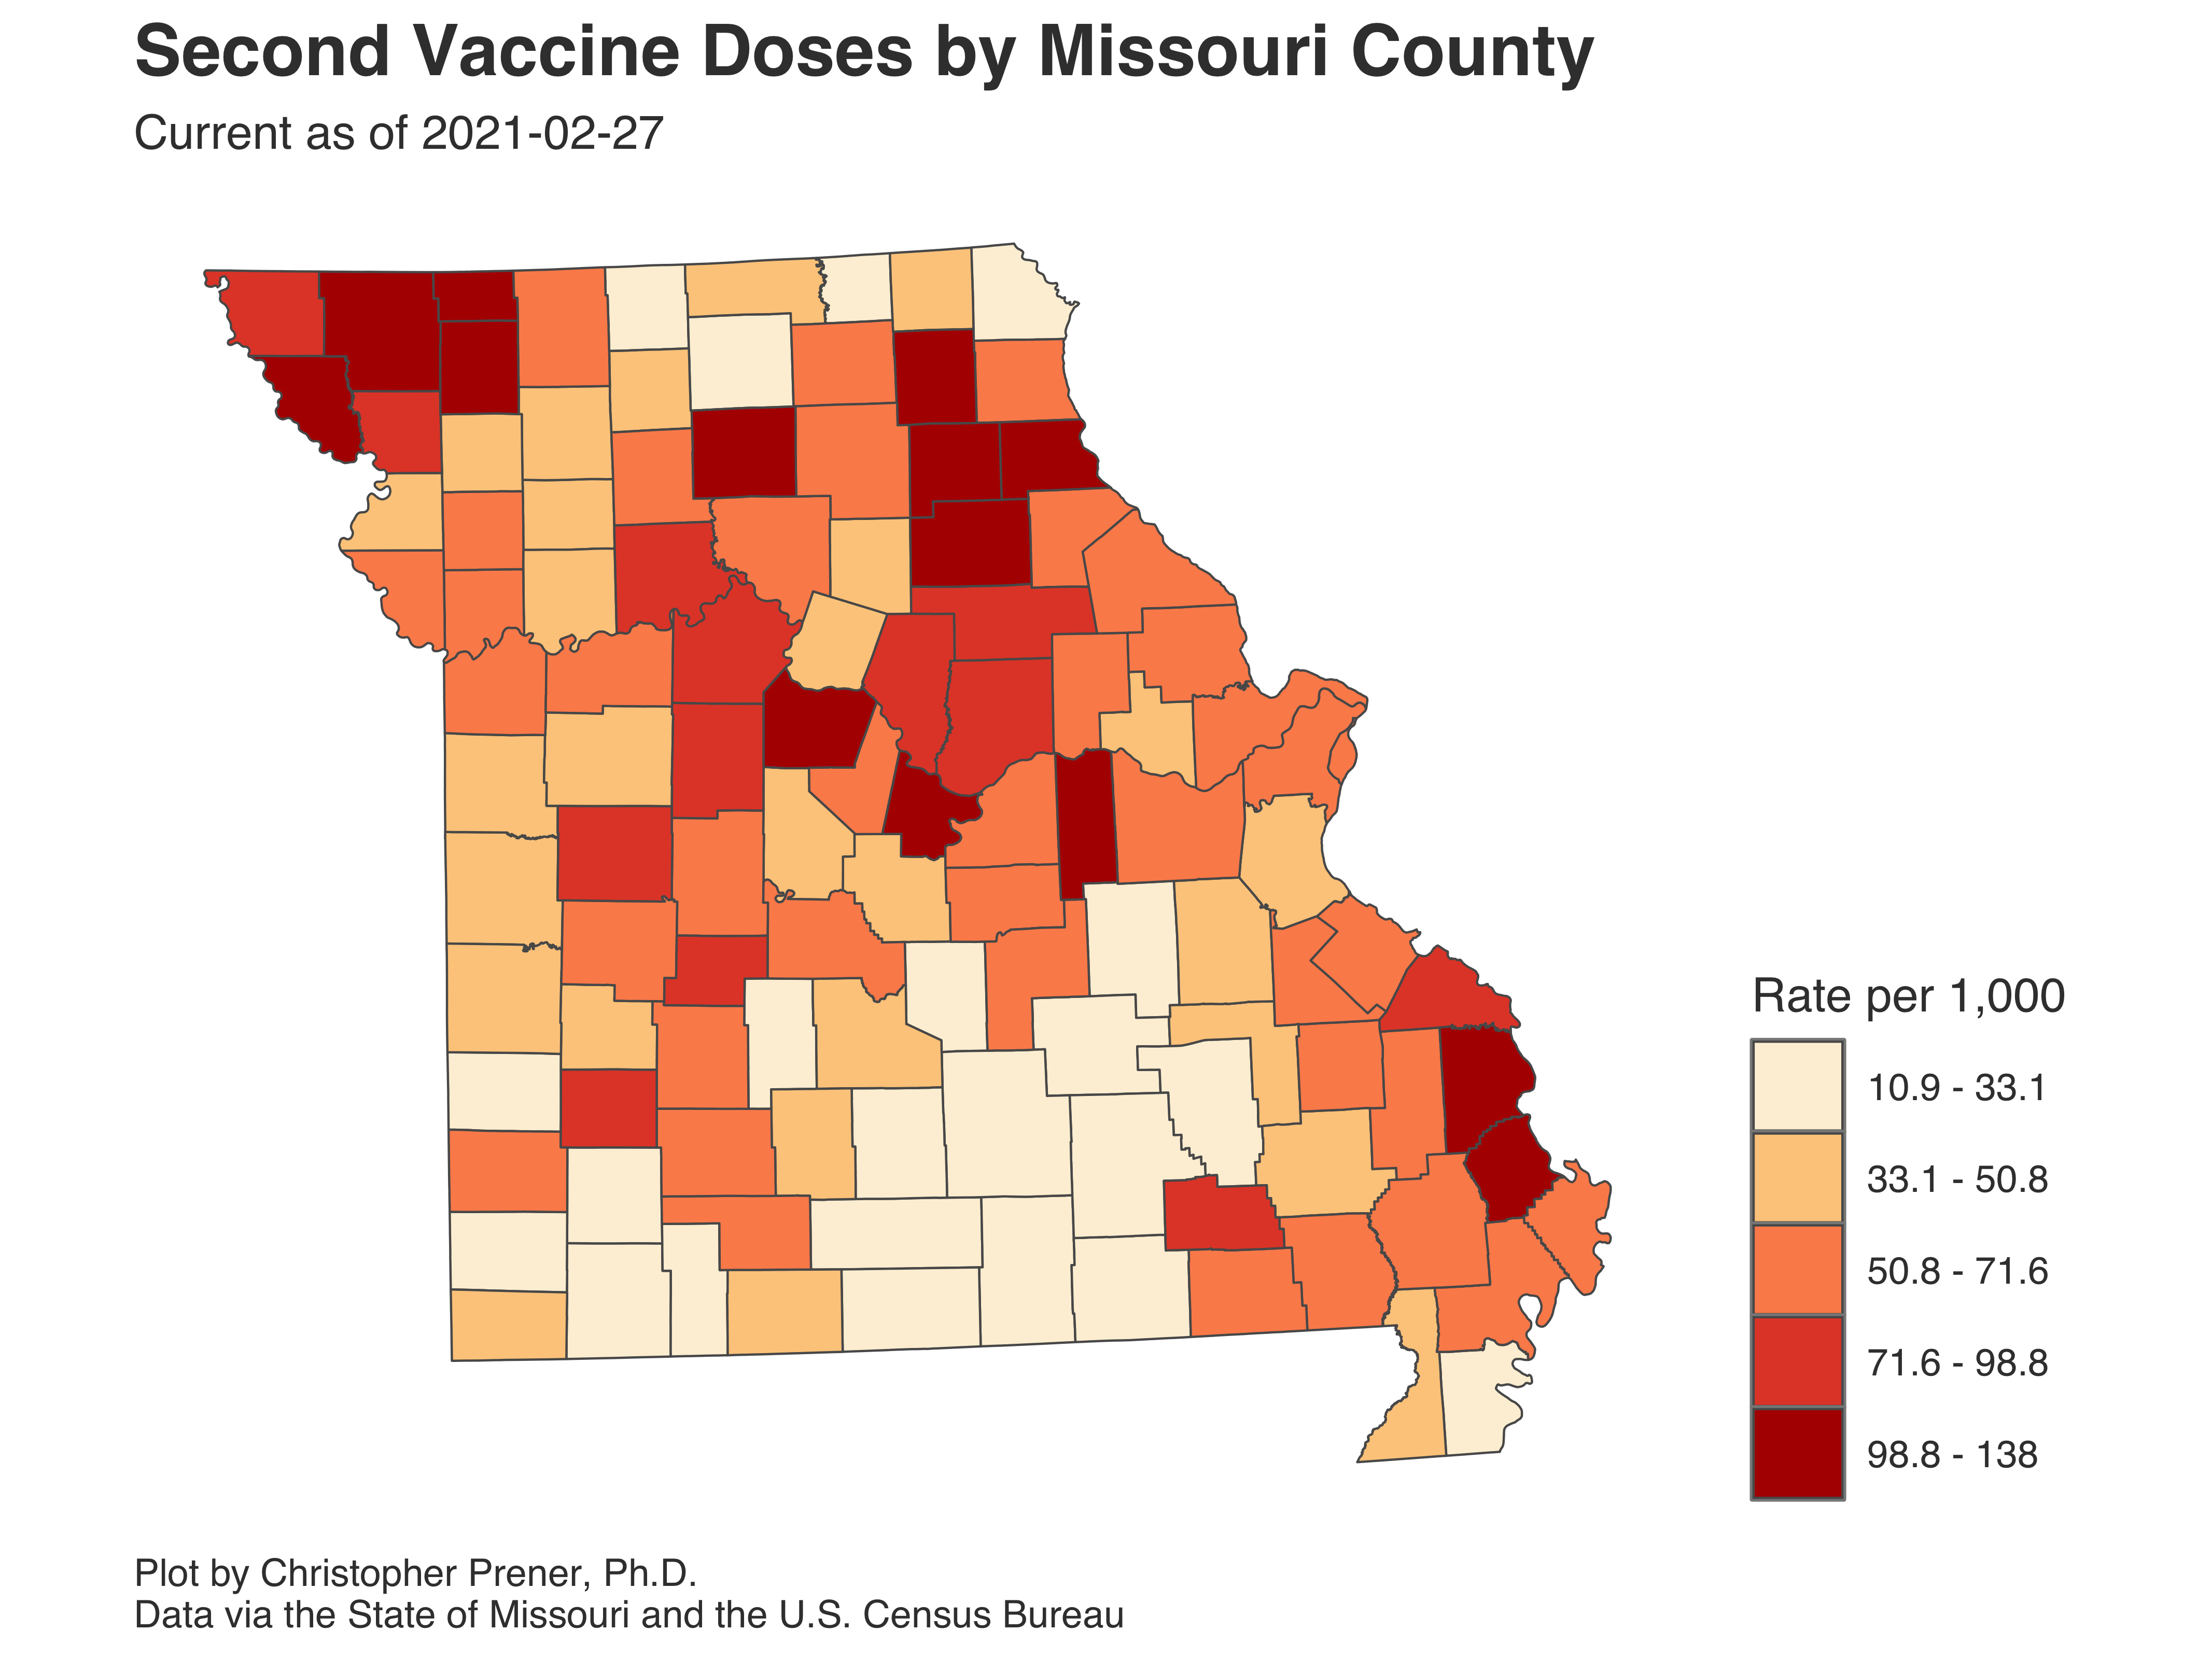 Second Vaccine Doses by Missouri County
Current as of 2021-02-27
Rate per 1,000
10.9 - 33.1
33.1 - 50.8
50.8 - 71.6
71.6 - 98.8
98.8 - 138
Plot by Christopher Prener, Ph.D.
Data via the State of Missouri and the U.S. Census Bureau